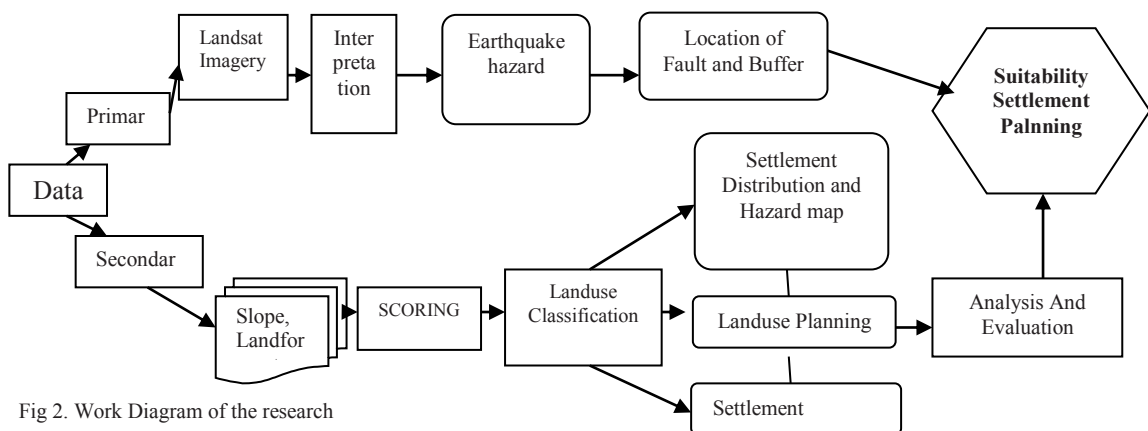 Landsat
Imagery
Inter
preta
tion
Earthquake
hazard
Location of
Fault and Buffer
Suitability
Settlement
Palnning
Primar
Data
Secondar
Settlement
Distribution and
Hazard map
Slope,
Landfor
SCORING
Landuse
Classification
Landuse Planning
Analysis And
Evaluation
Settlement
Fig 2. Work Diagram of the research